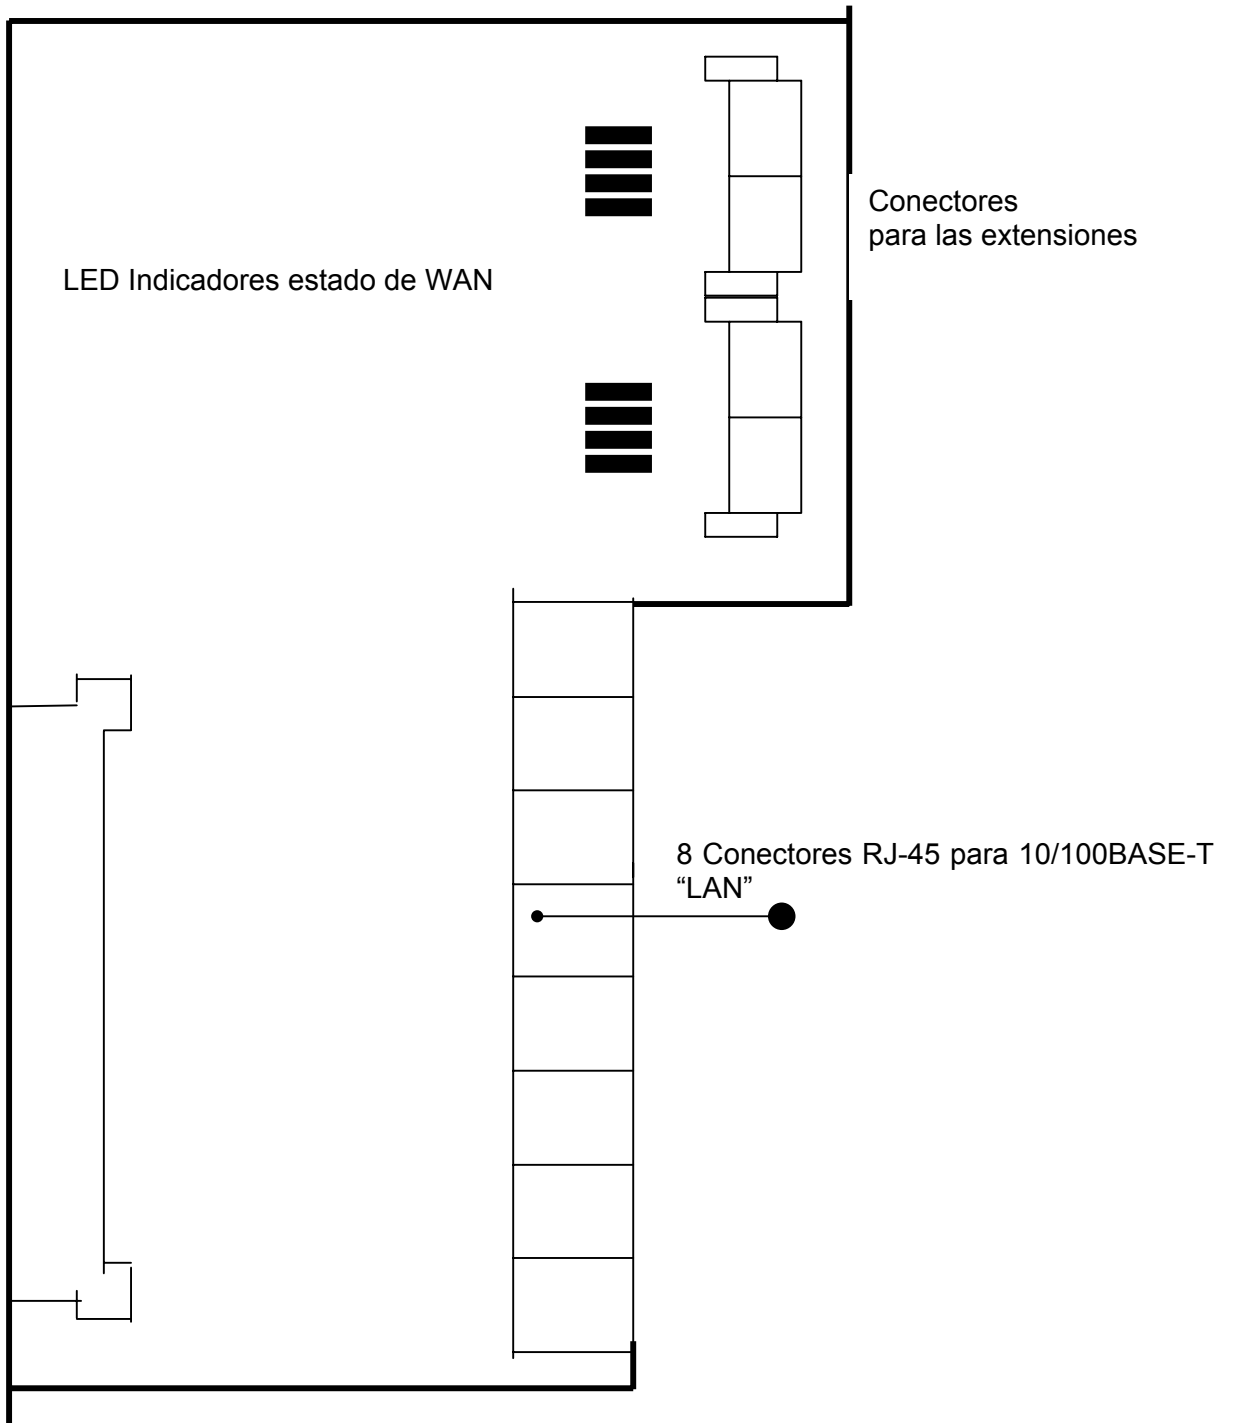 Conectores
para las extensiones
LED Indicadores estado de WAN
8 Conectores RJ-45 para 10/100BASE-T
“LAN”